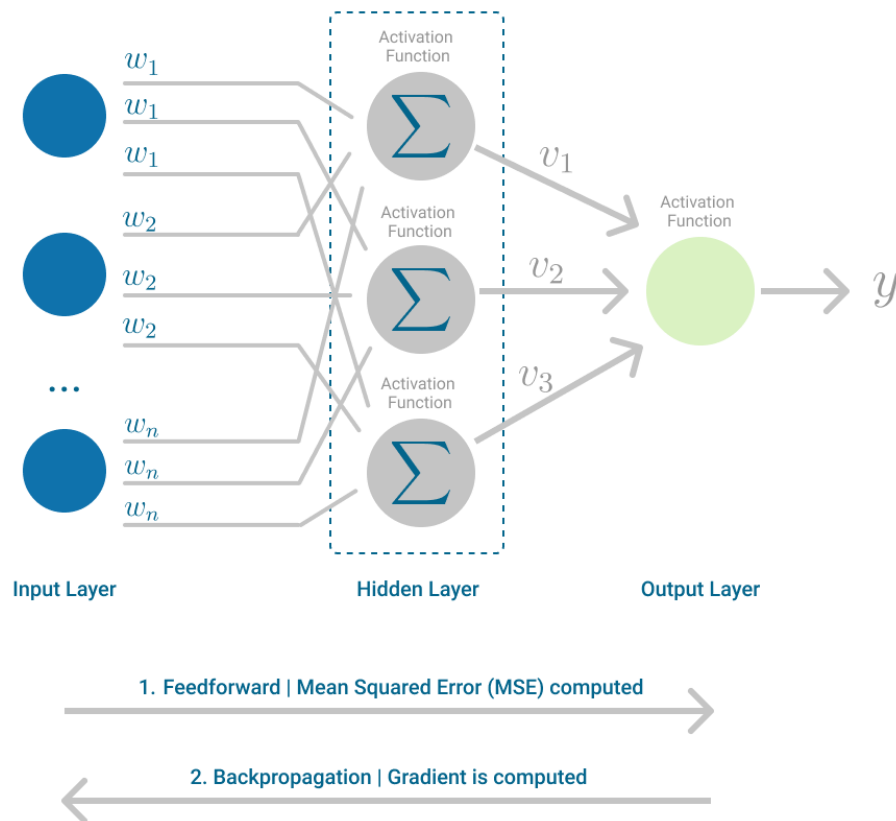 w₁
w₁
w₁
w₂
w₂
w₂
...
wₙ
wₙ
wₙ
Activation
Function
Σ
Activation
Function
Σ
Activation
Function
Σ
v₁
v₂
v₃
Activation
Function
y
Input Layer
Hidden Layer
Output Layer
1. Feedforward | Mean Squared Error (MSE) computed
2. Backpropagation | Gradient is computed